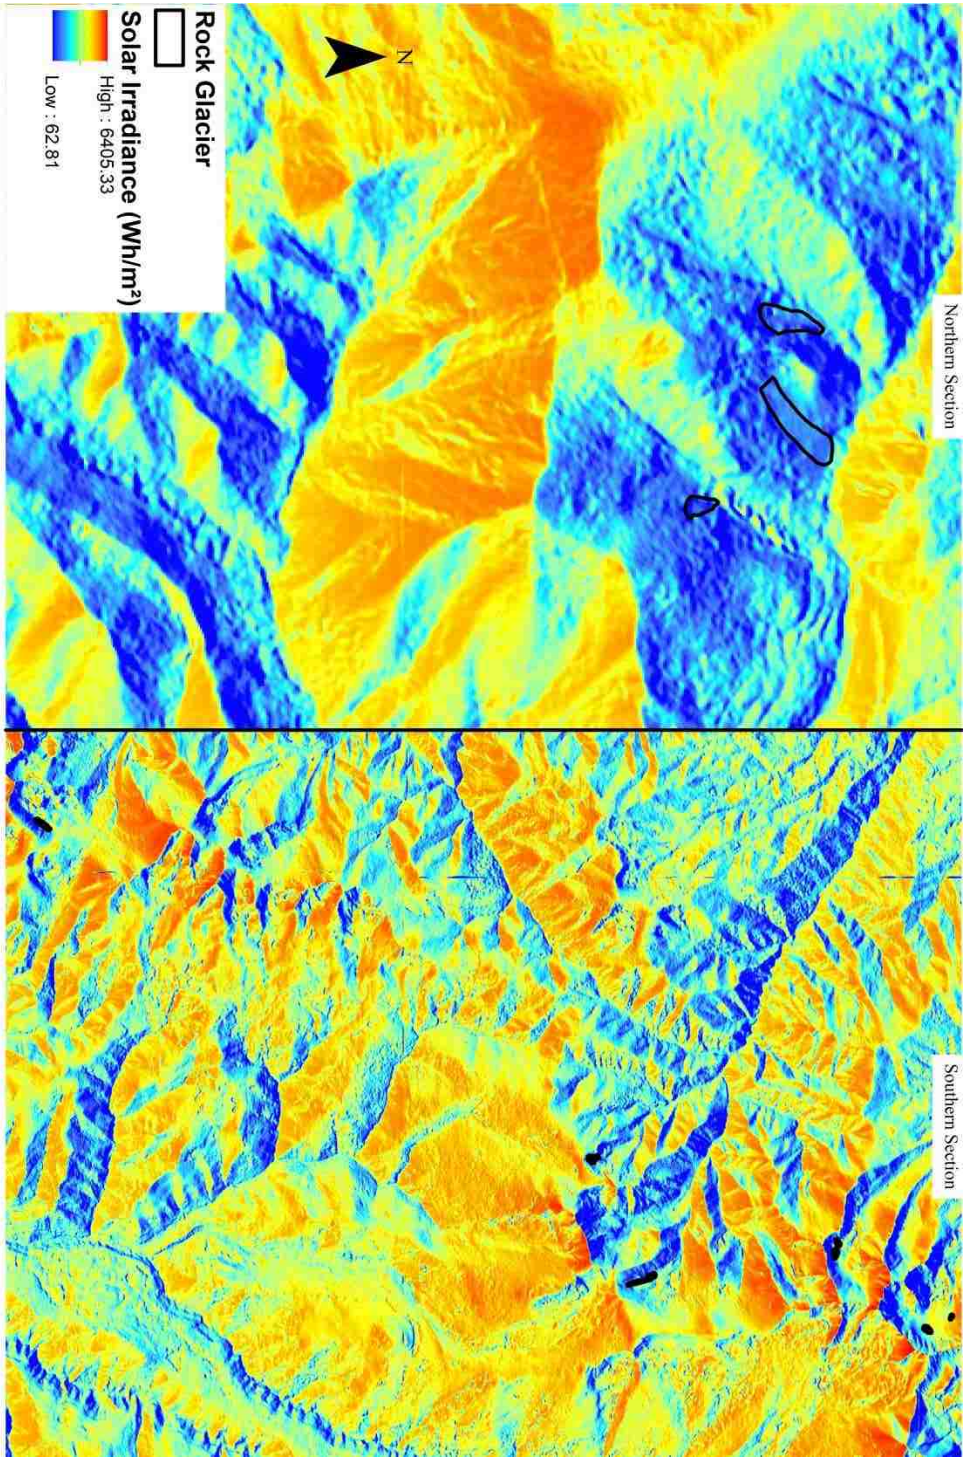 Northern Section
Southern Section
N
Rock Glacier
Solar Irradiance (Wh/m²)
High : 6405.33
Low : 62.81